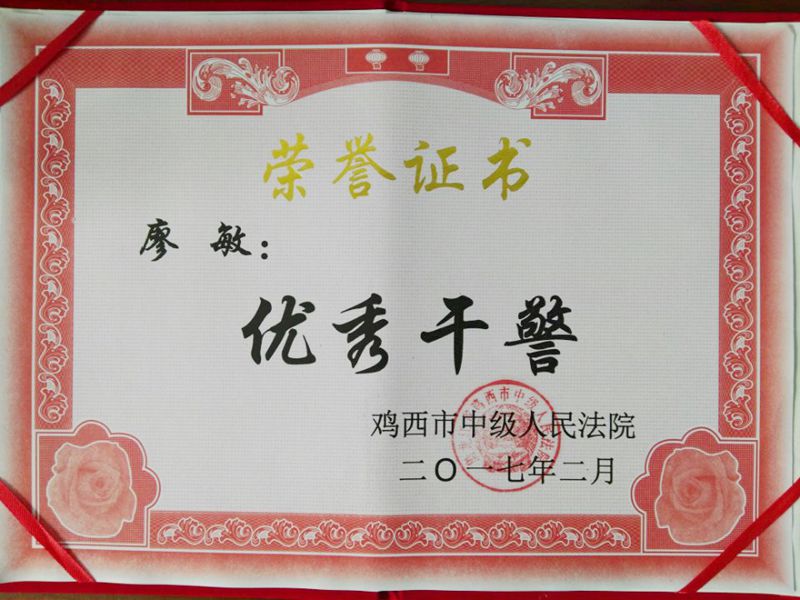 荣誉证书
廖 敏：
优秀干警
鸡西市中级人民法院
二〇一七年二月